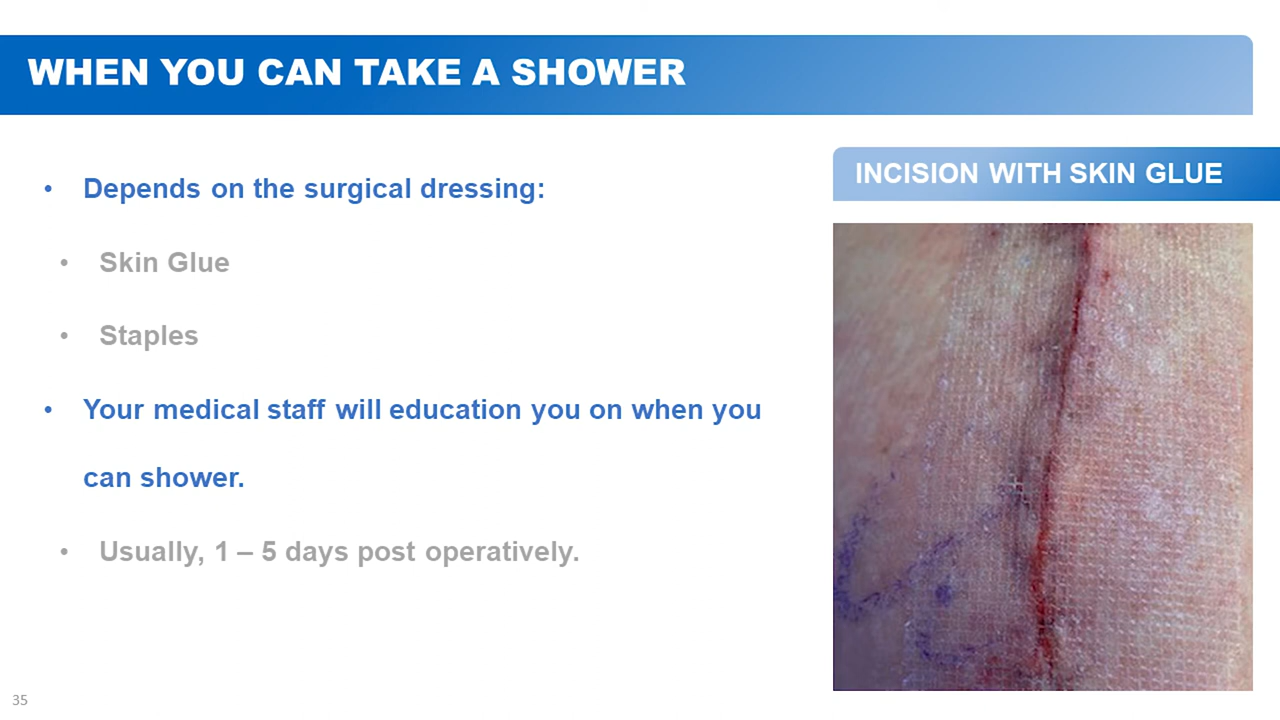 WHEN YOU CAN TAKE A SHOWER
• Depends on the surgical dressing:
• Skin Glue
• Staples
• Your medical staff will education you on when you
can shower.
• Usually, 1 – 5 days post operatively.
INCISION WITH SKIN GLUE
35